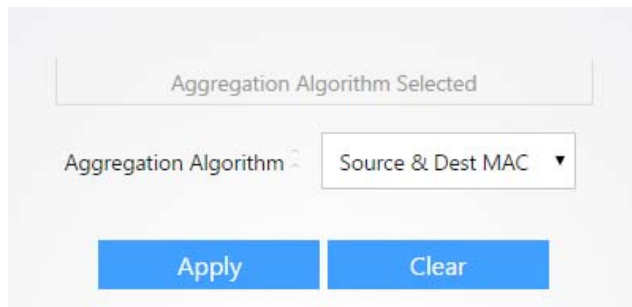 Aggregation Algorithm Selected
Aggregation Algorithm Source & Dest MAC
Apply Clear